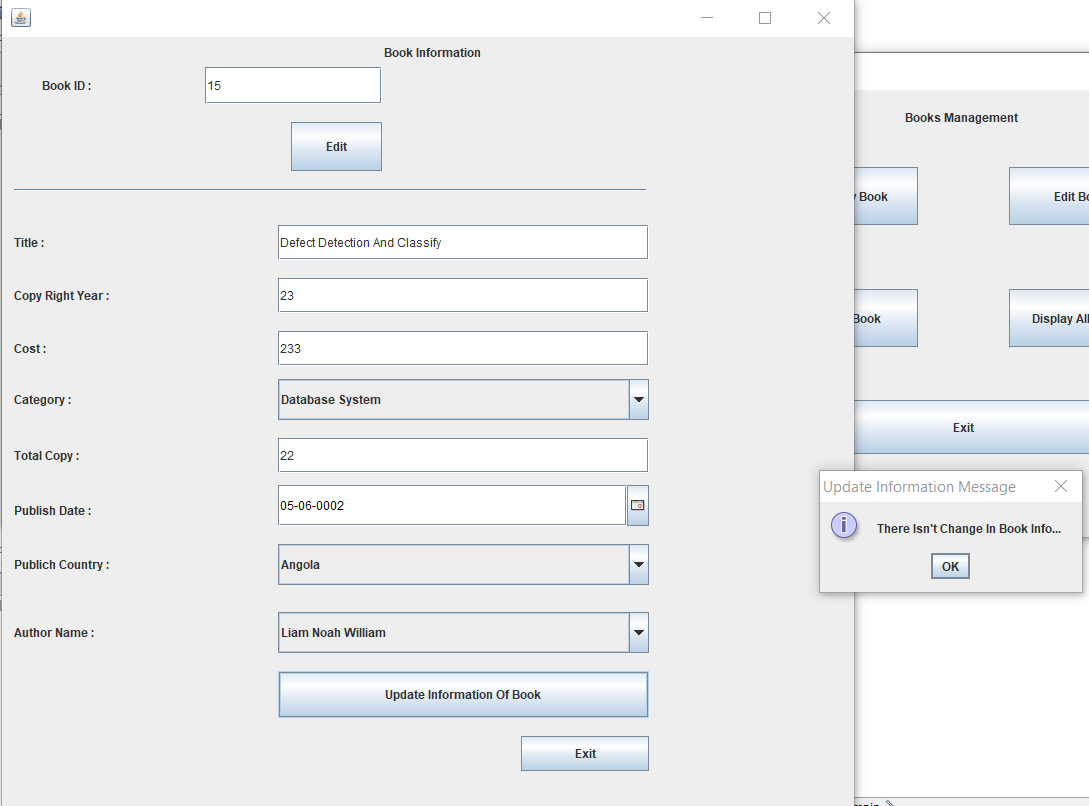 Book Information
Book ID :
15
Edit
Title :
Defect Detection And Classify
Copy Right Year :
23
Cost :
233
Category :
Database System
Total Copy :
22
Publish Date :
05-06-0002
Publich Country :
Angola
Author Name :
Liam Noah William
Update Information Of Book
Exit
Books Management
Book
Edit
Book
Display All
Exit
Update Information Message
There Isn't Change In Book Info...
OK